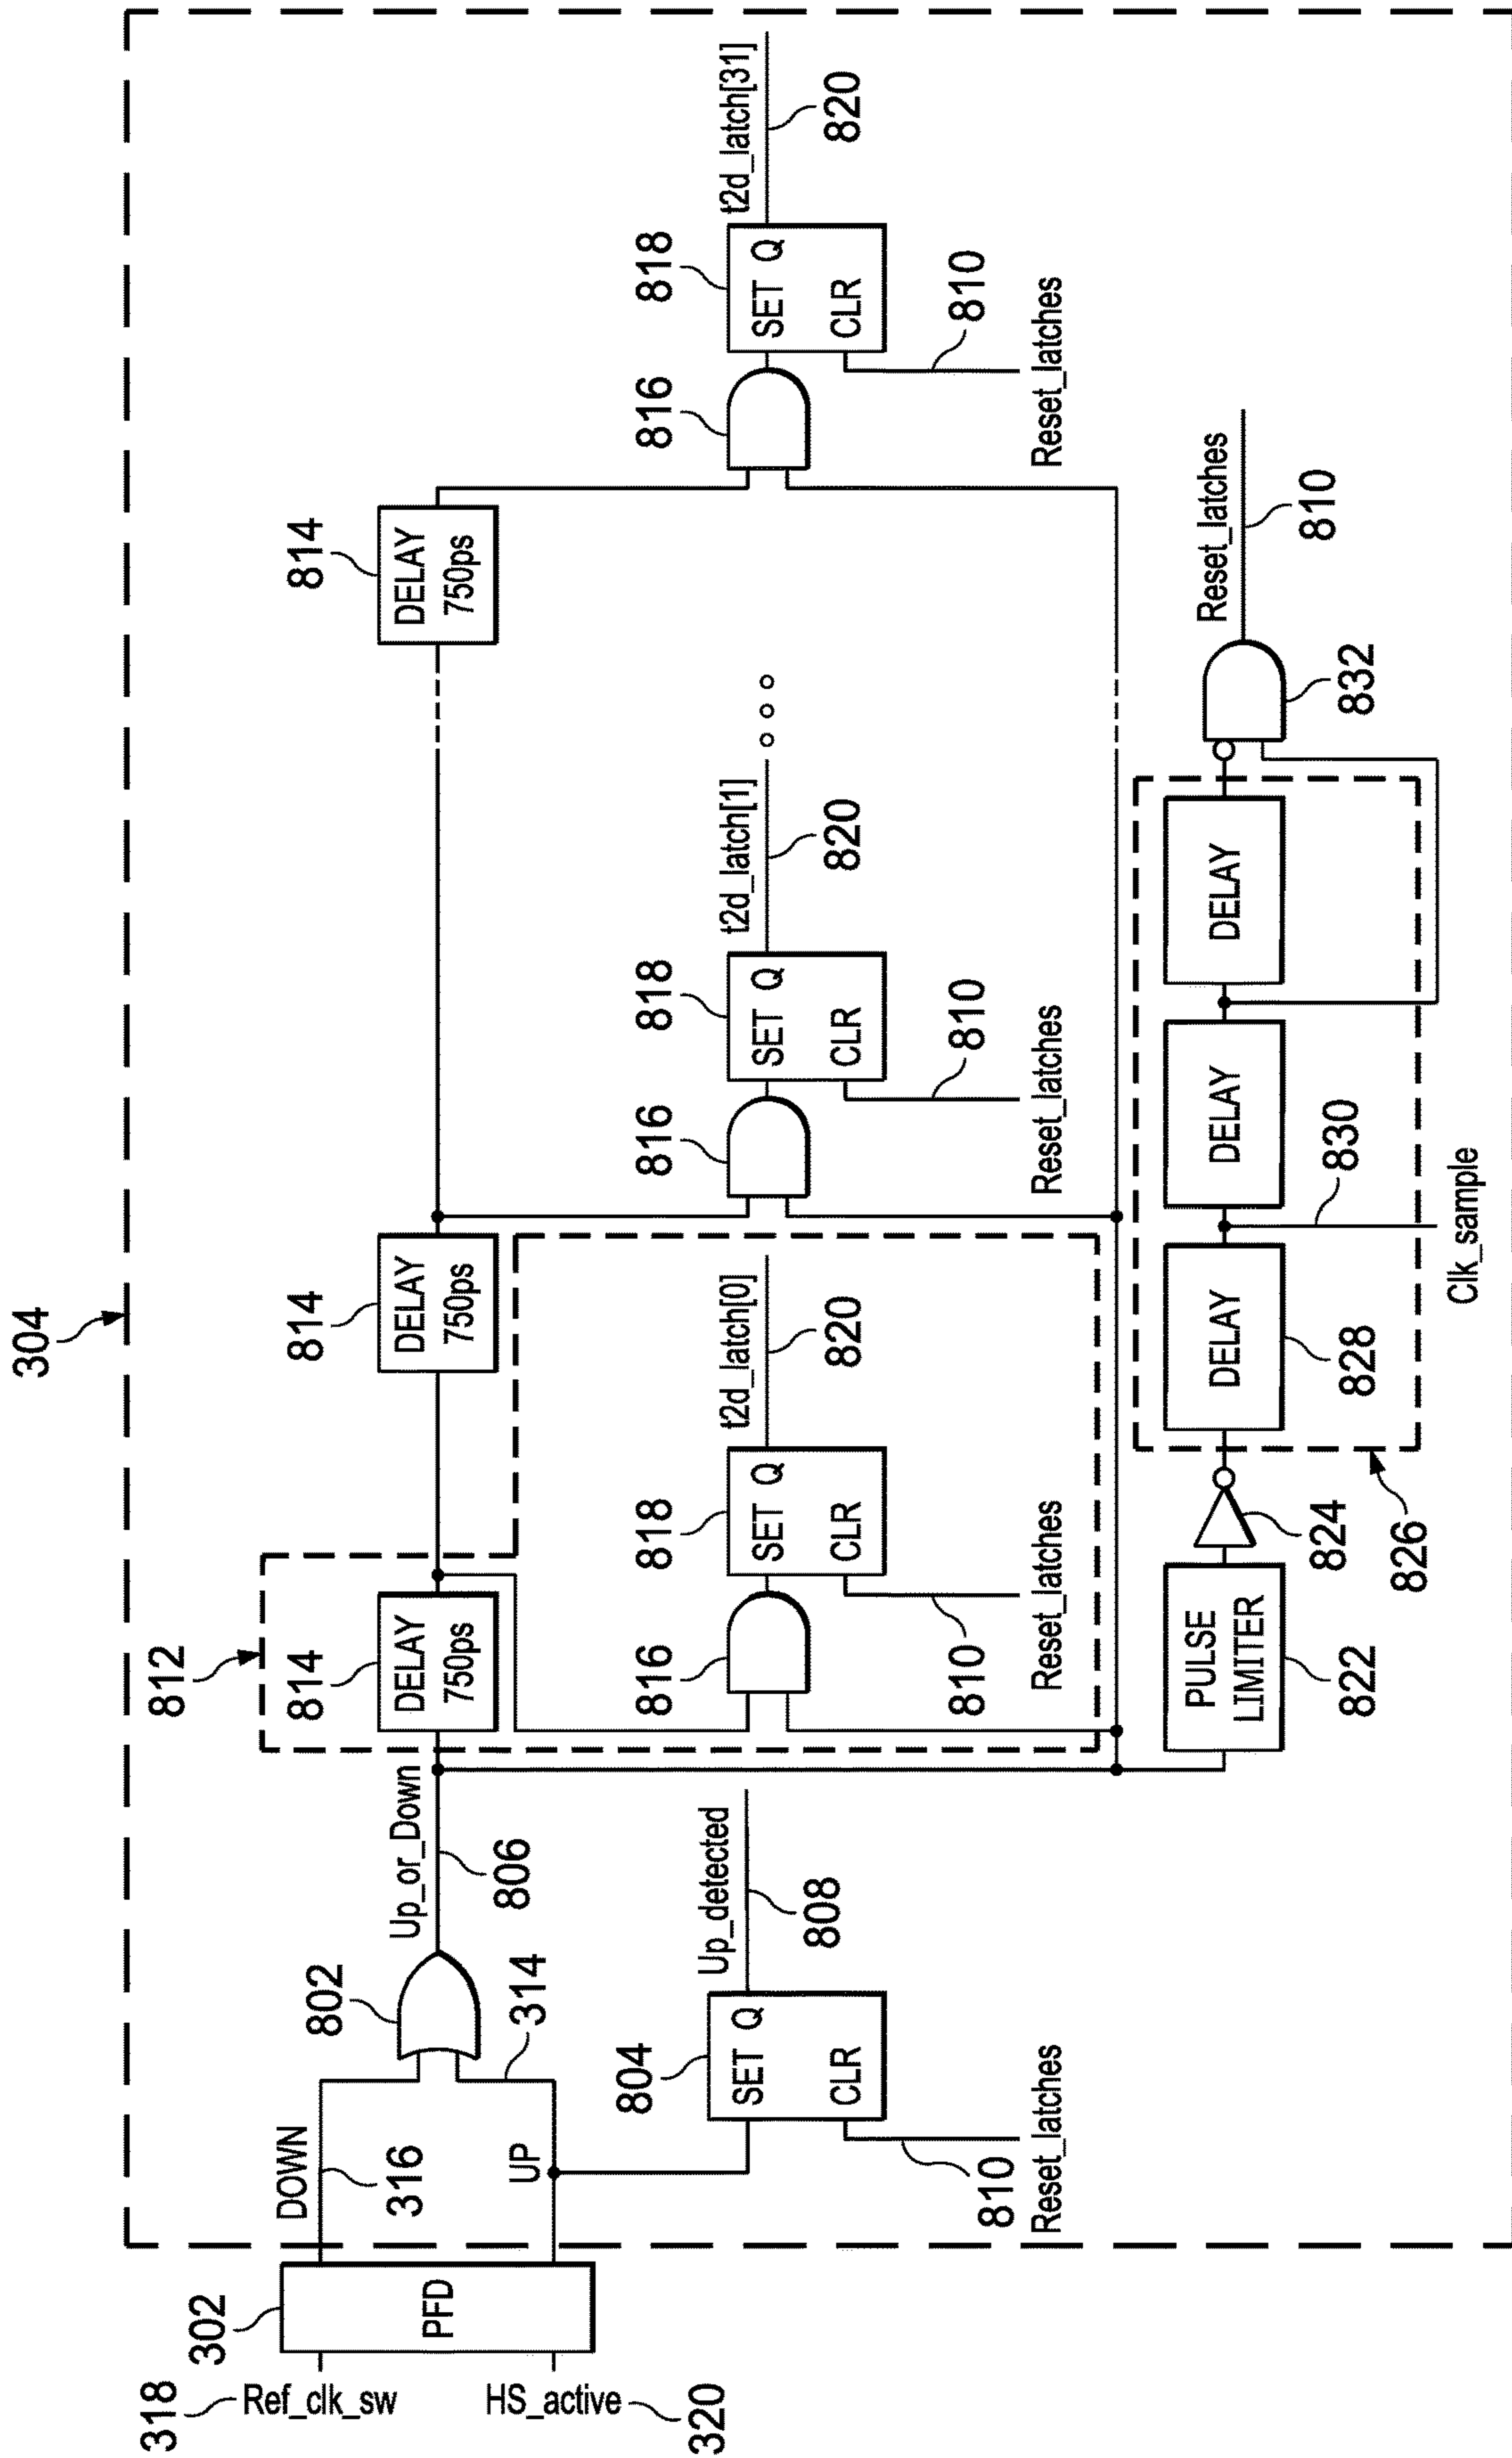 304
318
Ref_clk_sw
HS_active
320
302
PFD
DOWN
316
UP
314
802
Up_or_Down
806
804
SET Q
CLR
Up_detected
808
810
Reset_latches
812
814
DELAY
750ps
816
818
SET Q
CLR
t2d_latch[0]
820
810
Reset_latches
814
DELAY
750ps
816
818
SET Q
CLR
t2d_latch[1]
820
810
Reset_latches
814
DELAY
750ps
816
818
SET Q
CLR
t2d_latch[31]
820
810
Reset_latches
PULSE
LIMITER
822
824
826
DELAY
828
Clk_sample
830
DELAY
DELAY
832
Reset_latches
810